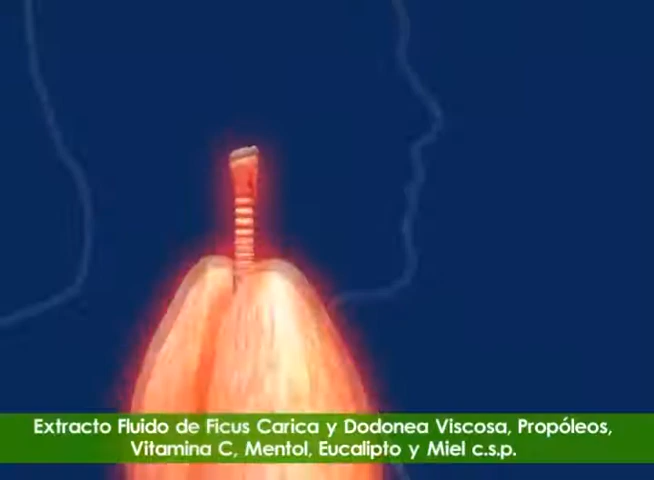 Extracto Fluido de Ficus Carica y Dodonea Viscosa, Propóleos,
Vitamina C, Mentol, Eucalipto y Miel c.s.p.